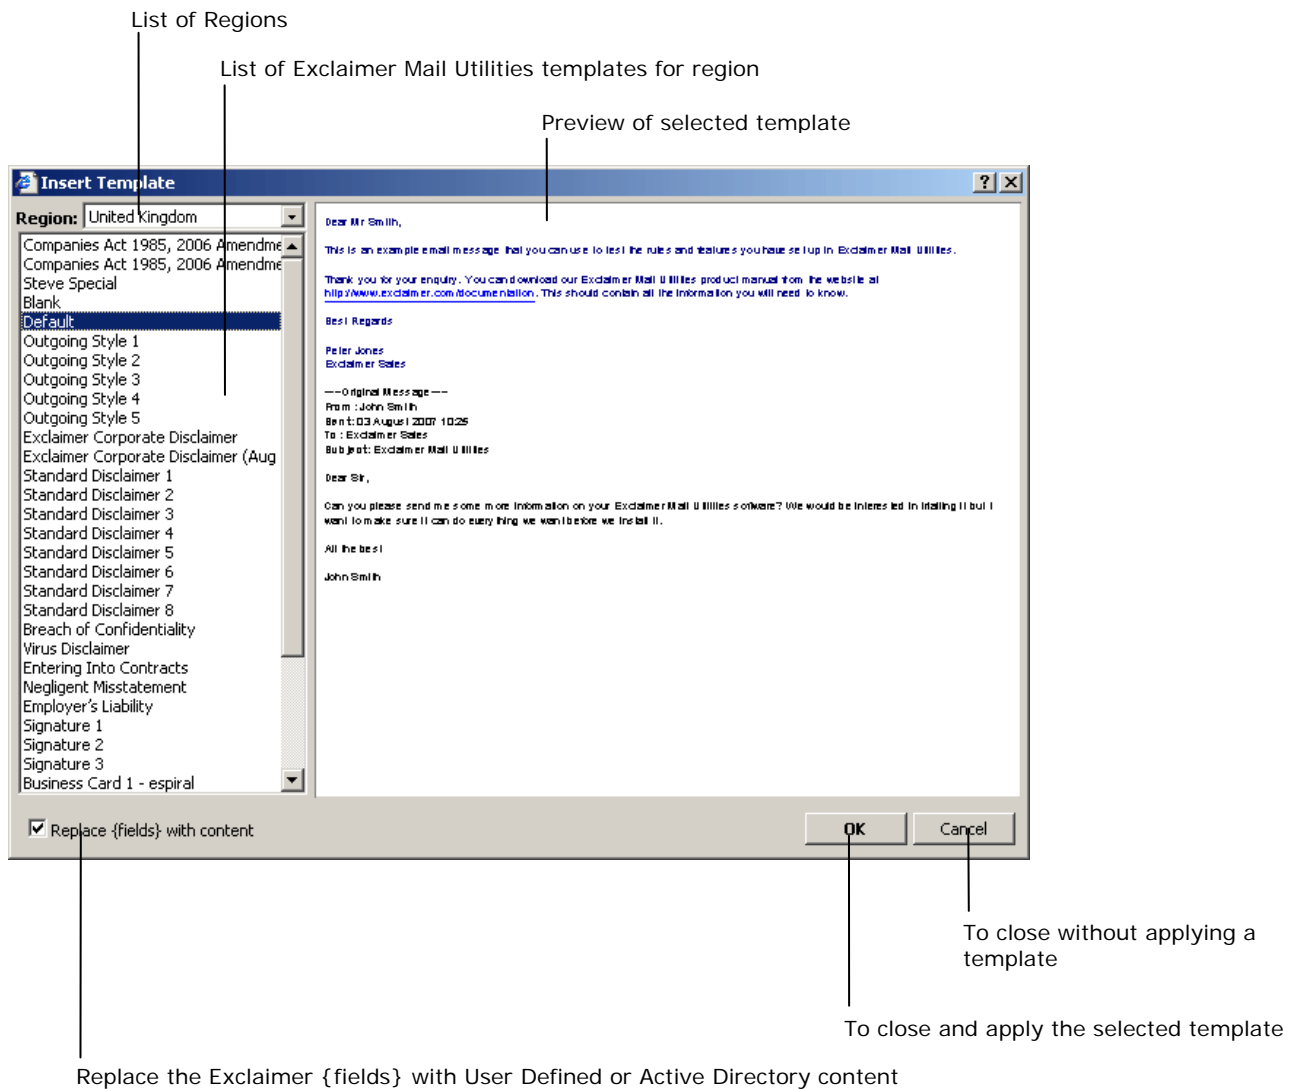 List of Regions
List of Exclaimer Mail Utilities templates for region
Preview of selected template
Insert Template
Region: United Kingdom
Companies Act 1985, 2006 Amendme
Companies Act 1985, 2006 Amendme
Steve Special
Blank
Default
Outgoing Style 1
Outgoing Style 2
Outgoing Style 3
Outgoing Style 4
Outgoing Style 5
Exclaimer Corporate Disclaimer
Exclaimer Corporate Disclaimer (Aug
Standard Disclaimer 1
Standard Disclaimer 2
Standard Disclaimer 3
Standard Disclaimer 4
Standard Disclaimer 5
Standard Disclaimer 6
Standard Disclaimer 7
Standard Disclaimer 8
Breach of Confidentiality
Virus Disclaimer
Entering Into Contracts
Negligent Misstatement
Employer's Liability
Signature 1
Signature 2
Signature 3
Business Card 1 - espiral
Dear Mr Smith,
This is an example email message that you can use to test the rules and features you have set up in Exclaimer Mail Utilities.
Thank you for your enquiry. You can download our Exclaimer Mail Utilities product manual from the website at
http://www.exclaimer.com/documentation. This should contain all the information you will need to know.
Best Regards
Peter Jones
Exclaimer Sales
----Original Message----
From: John Smith
Sent: 03 August 2007 10:25
To: Exclaimer Sales
Subject: Exclaimer Mail Utilities
Dear Sir,
Can you please send me some more information on your Exclaimer Mail Utilities software? We would be interested in trialling it but I
want to make sure it can do every thing we want before we install it.
All the best
John Smith
Replace {fields} with content
OK
Cancel
To close without applying a
template
To close and apply the selected template
Replace the Exclaimer {fields} with User Defined or Active Directory content